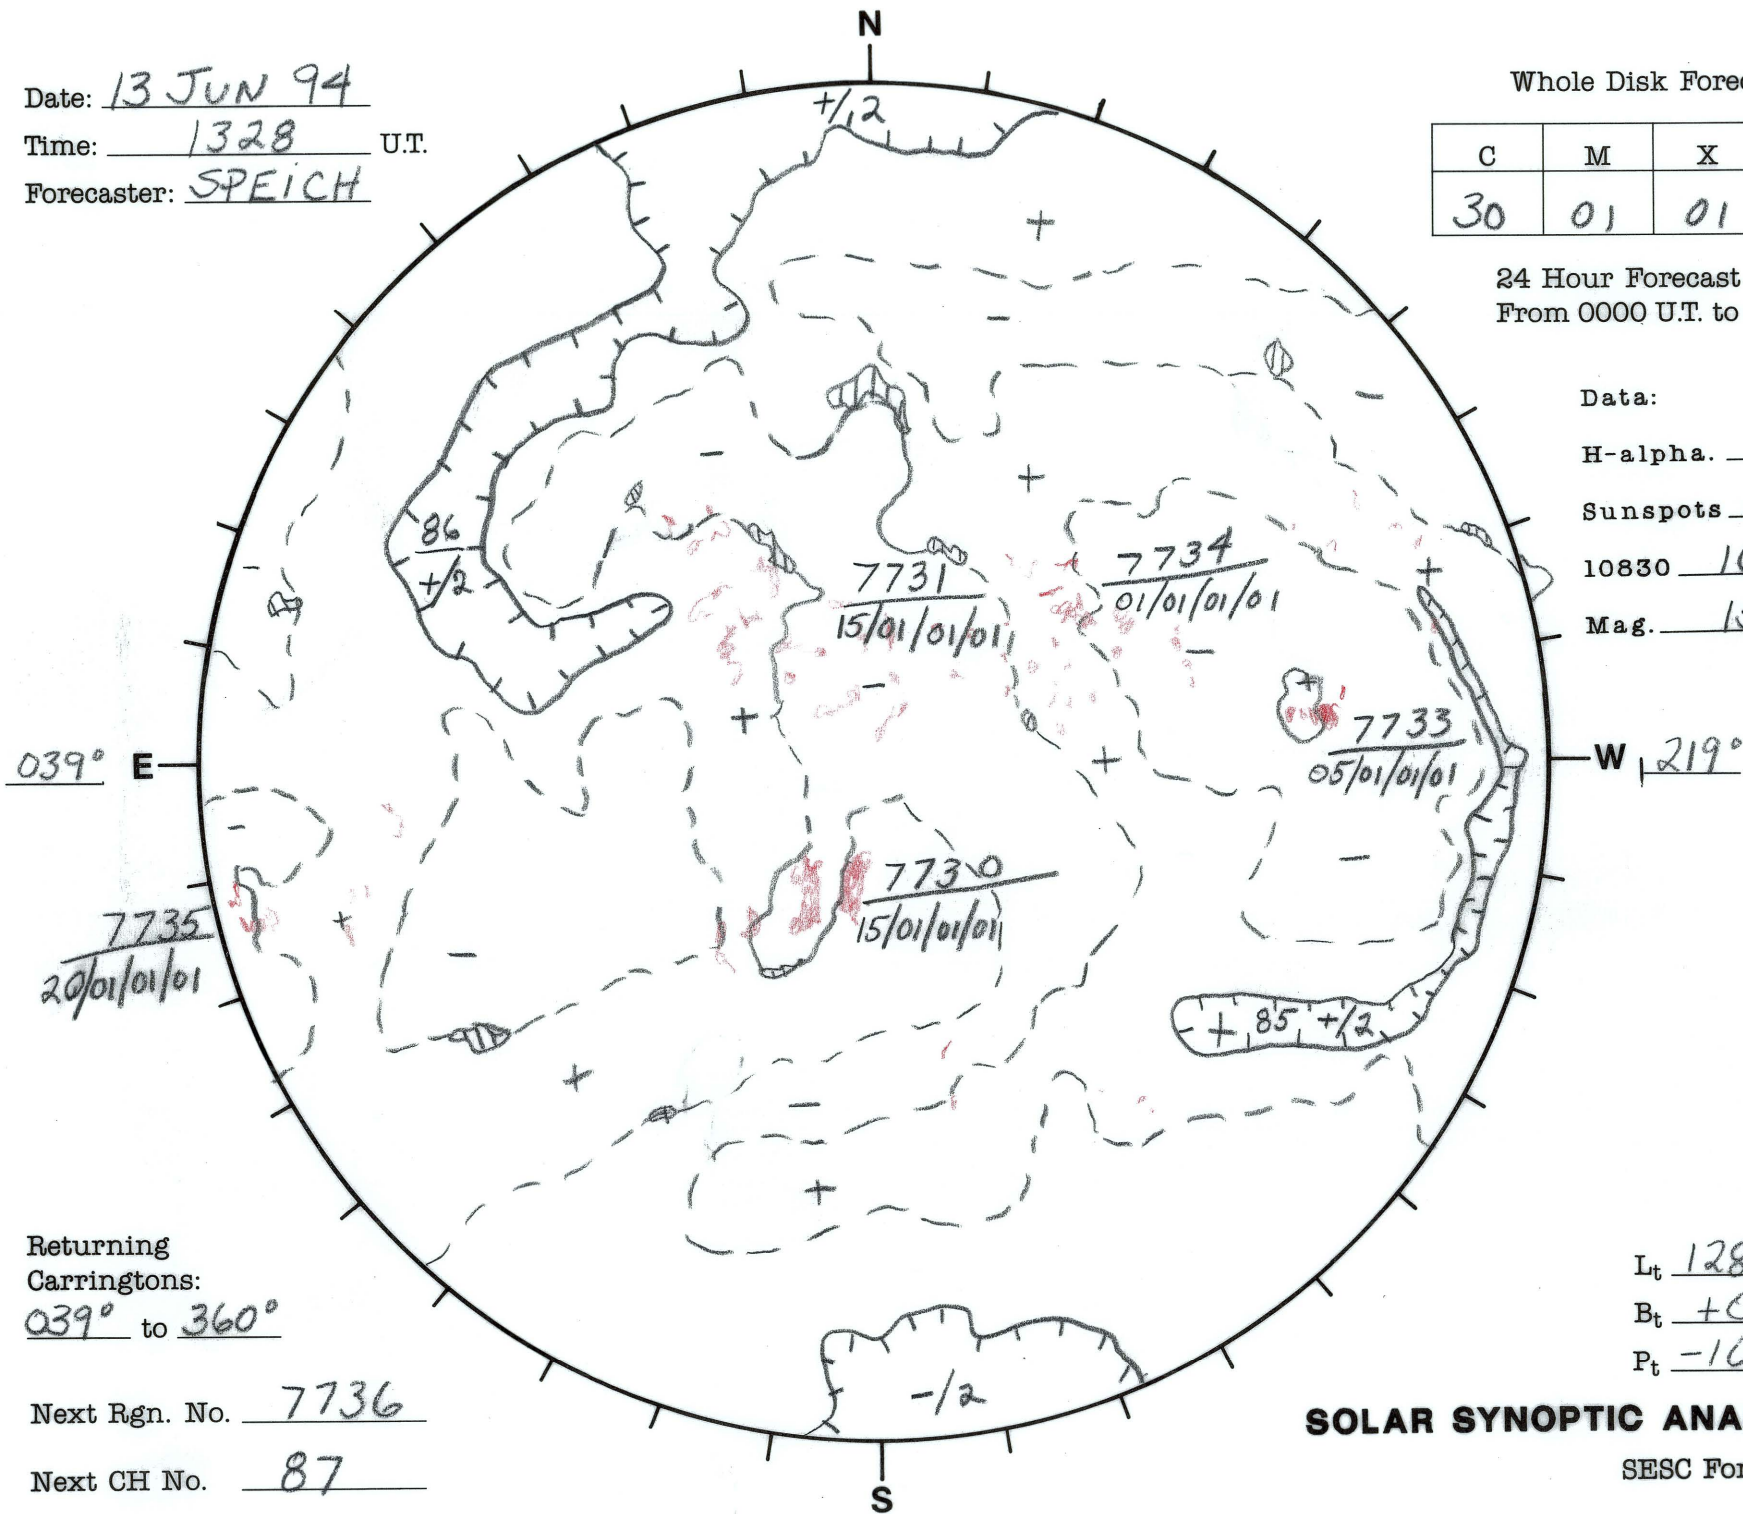 N
Date: 13 JUN 94
Time: 1328 U.T.
Forecaster: SPEICH
Whole Disk
C M X
30 01 01
24 Hour Forecast
From 0000 U.T. to
Data:
H-alpha.
Sunspots
10830
Mag.
+/2
+
-
-
-
+
86
+/2
-
7731
15/01/01/01
7734
01/01/01/01
+
-
-
+
+
7733
05/01/01/01
+
039° E
W 219°
-
7730
15/01/01/01
-
7735
20/01/01/01
+
-
+ 85 +/2
+
-
+
Returning
Carringtons:
039° to 360°
Lt
Bt
Pt
-/2
Next Rgn. No. 7736
Next CH No. 87
SOLAR SYNOPTIC
SESC
S